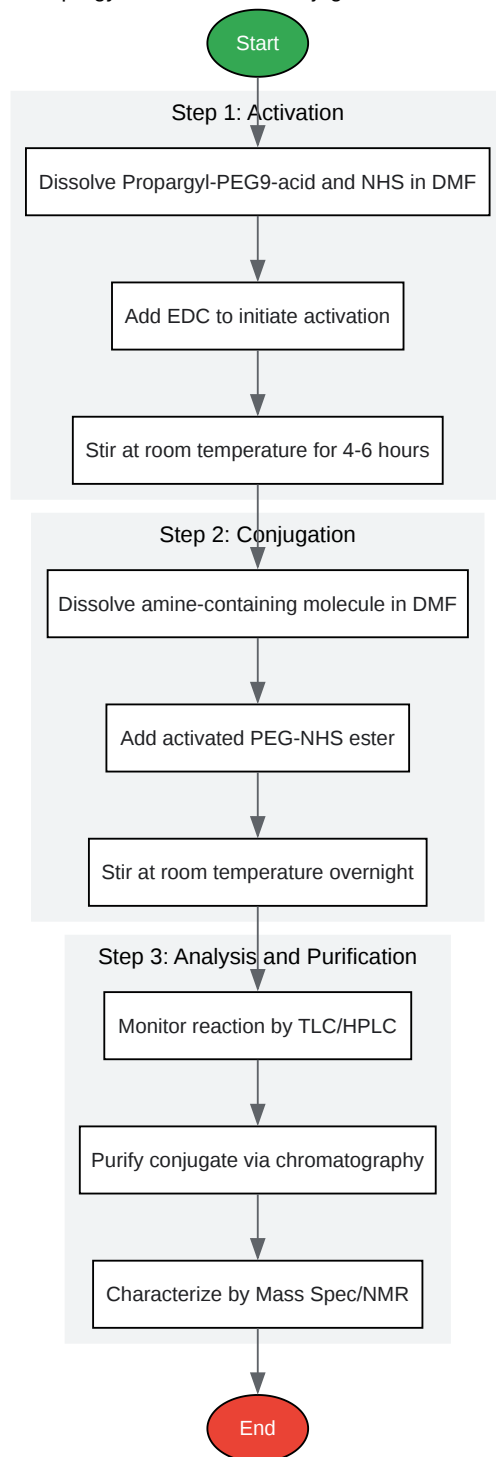 Start
Step 1: Activation
Dissolve Propargyl-PEG9-acid and NHS in DMF
Add EDC to initiate activation
Stir at room temperature for 4-6 hours
Step 2: Conjugation
Dissolve amine-containing molecule in DMF
Add activated PEG-NHS ester
Stir at room temperature overnight
Step 3: Analysis and Purification
Monitor reaction by TLC/HPLC
Purify conjugate via chromatography
Characterize by Mass Spec/NMR
End